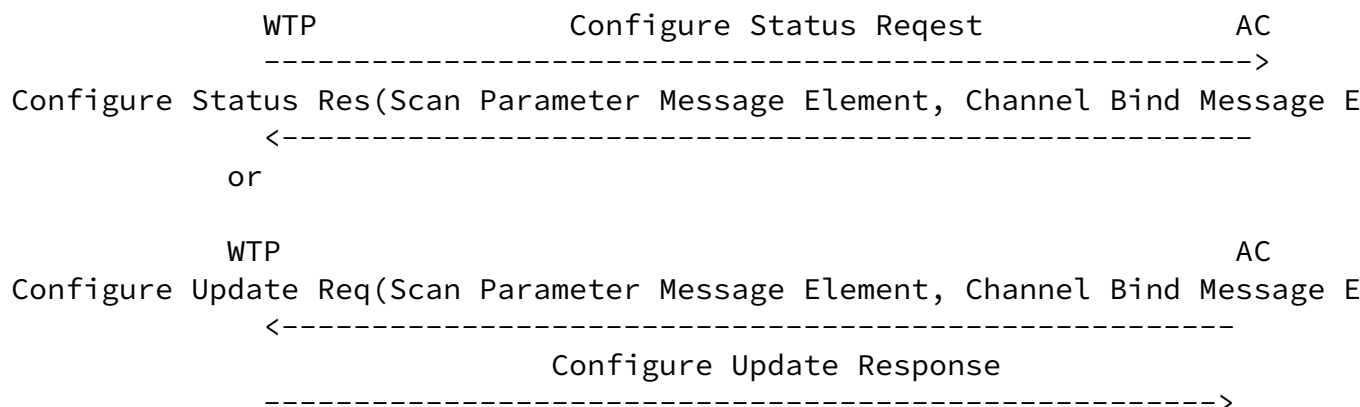 WTP Configure Status Reqest AC
------------------------------------------------------->
Configure Status Res(Scan Parameter Message Element, Channel Bind Message E
<------------------------------------------------------
or
WTP AC
Configure Update Req(Scan Parameter Message Element, Channel Bind Message E
<-----------------------------------------------------
Configure Update Response
----------------------------------------------------->